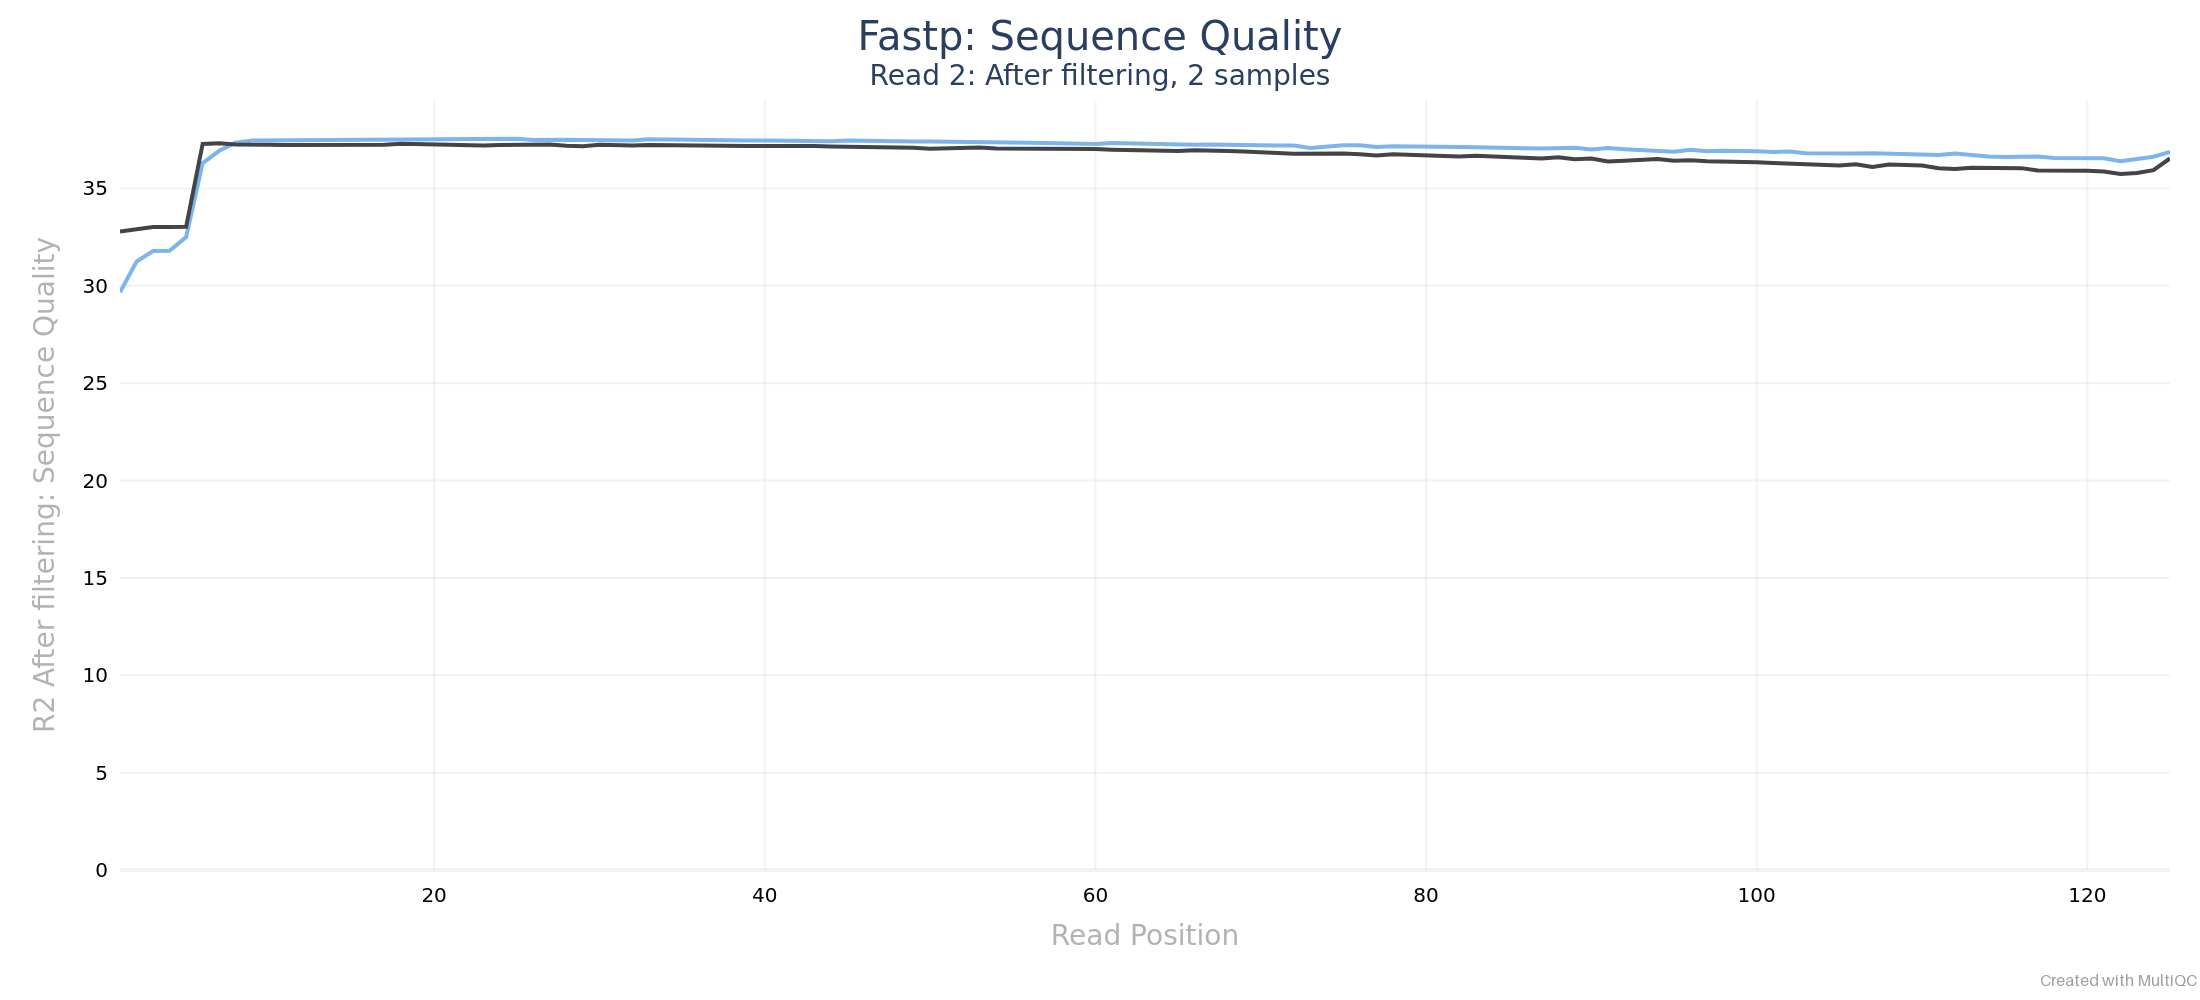 Fastp: Sequence Quality
Read 2: After filtering, 2 samples
R2 After filtering: Sequence Quality
35
30
25
20
15
10
5
0
20
40
60
80
100
120
Read Position
Created with MultiQC